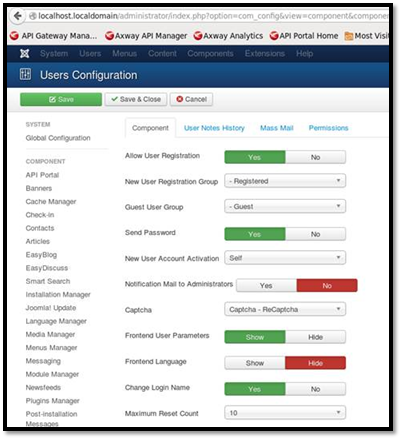 localhost.localdomain/administrator/index.php?option=com_config&view=component&compone
API Gateway Mana... Axway API Manager Axway Analytics API Portal Home Most Visit
System Users Menus Content Components Extensions Help
Users Configuration
Save Save & Close Cancel
SYSTEM
Global Configuration
COMPONENT
API Portal
Banners
Cache Manager
Check-in
Contacts
Articles
EasyBlog
EasyDiscuss
Smart Search
Installation Manager
Joomla! Update
Language Manager
Media Manager
Menus Manager
Messaging
Module Manager
Newsfeeds
Plugins Manager
Post-installation
Messages
Component User Notes History Mass Mail Permissions
Allow User Registration Yes No
New User Registration Group - Registered
Guest User Group - Guest
Send Password Yes No
New User Account Activation Self
Notification Mail to Administrators Yes No
Captcha Captcha - ReCaptcha
Frontend User Parameters Show Hide
Frontend Language Show Hide
Change Login Name Yes No
Maximum Reset Count 10